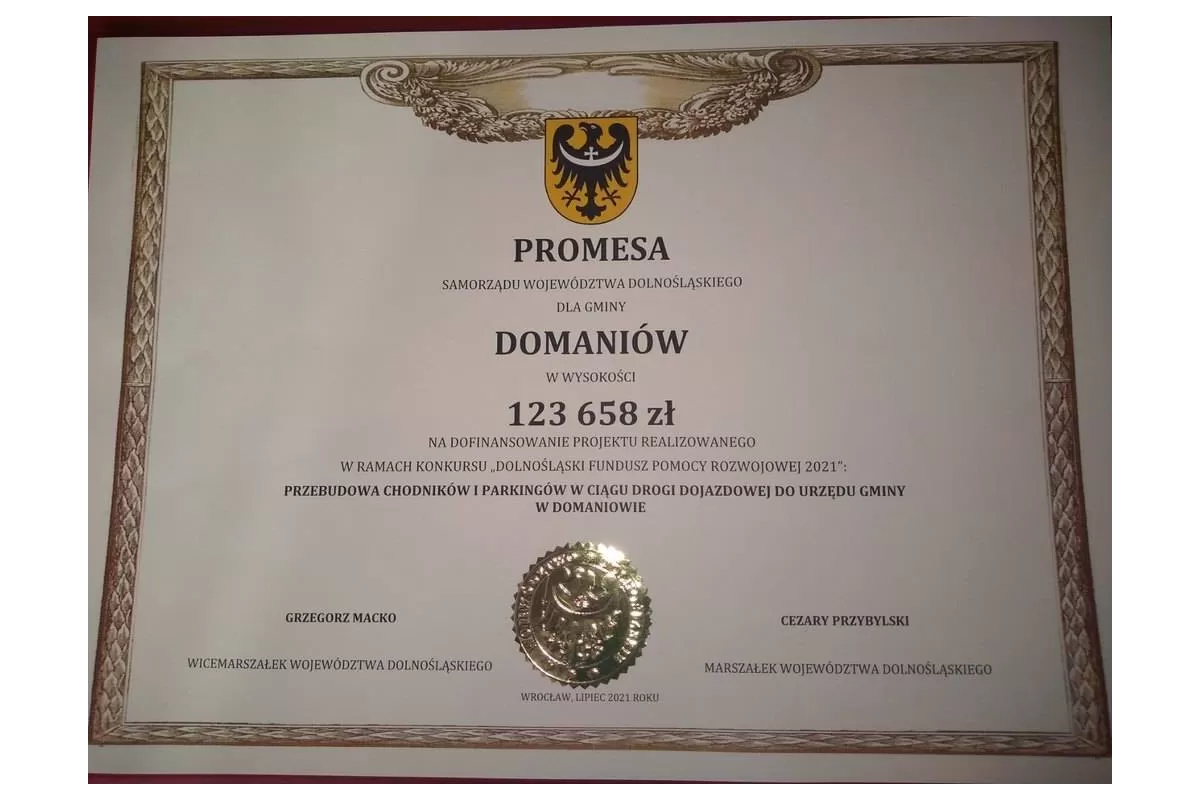 PROMESA
SAMORZĄDU WOJEWÓDZTWA DOLNOŚLĄSKIEGO
DLA GMINY
DOMANIÓW
W WYSOKOŚCI
123 658 zł
NA DOFINANSOWANIE PROJEKTU REALIZOWANEGO
W RAMACH KONKURSU „DOLNOŚLĄSKI FUNDUSZ POMOCY ROZWOJOWEJ 2021”:
PRZEBUDOWA CHODNIKÓW I PARKINGÓW W CIĄGU DROGI DOJAZDOWEJ DO URZĘDU GMINY
W DOMANIOWIE
GRZEGORZ MACKO
WICEMARSZAŁEK WOJEWÓDZTWA DOLNOŚLĄSKIEGO
CEZARY PRZYBYLSKI
MARSZAŁEK WOJEWÓDZTWA DOLNOŚLĄSKIEGO
WROCŁAW, LIPIEC 2021 ROKU